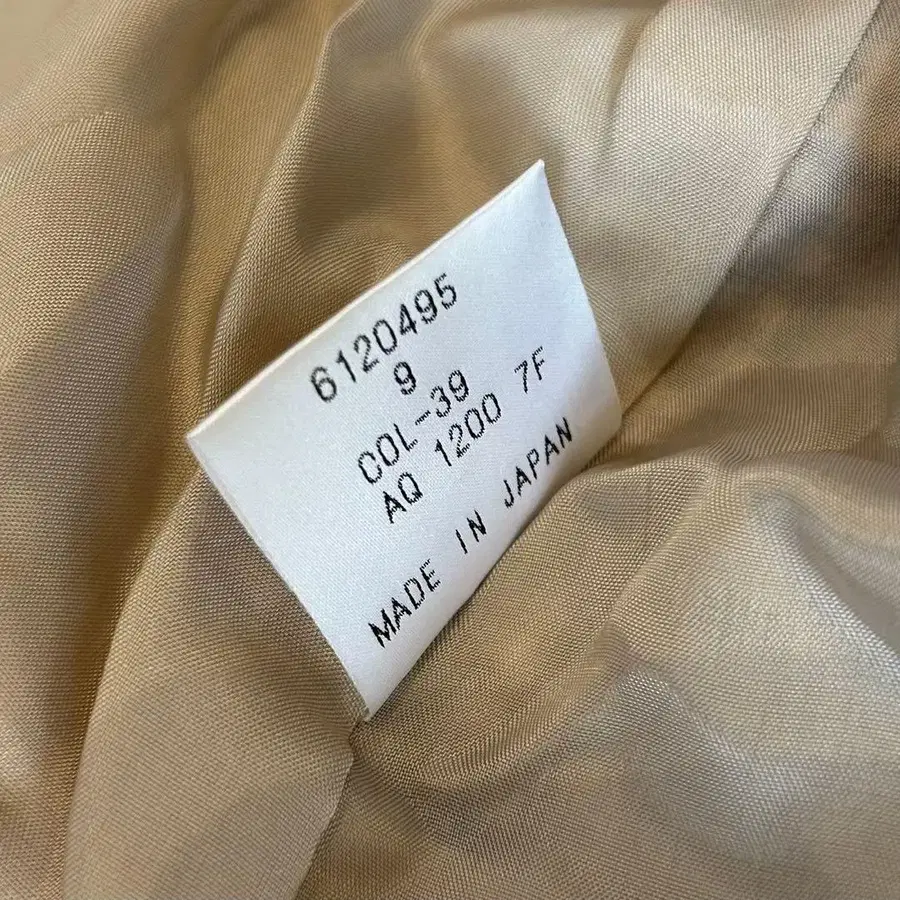 6120495
9
COL-39
AQ 1200 7F
MADE IN JAPAN